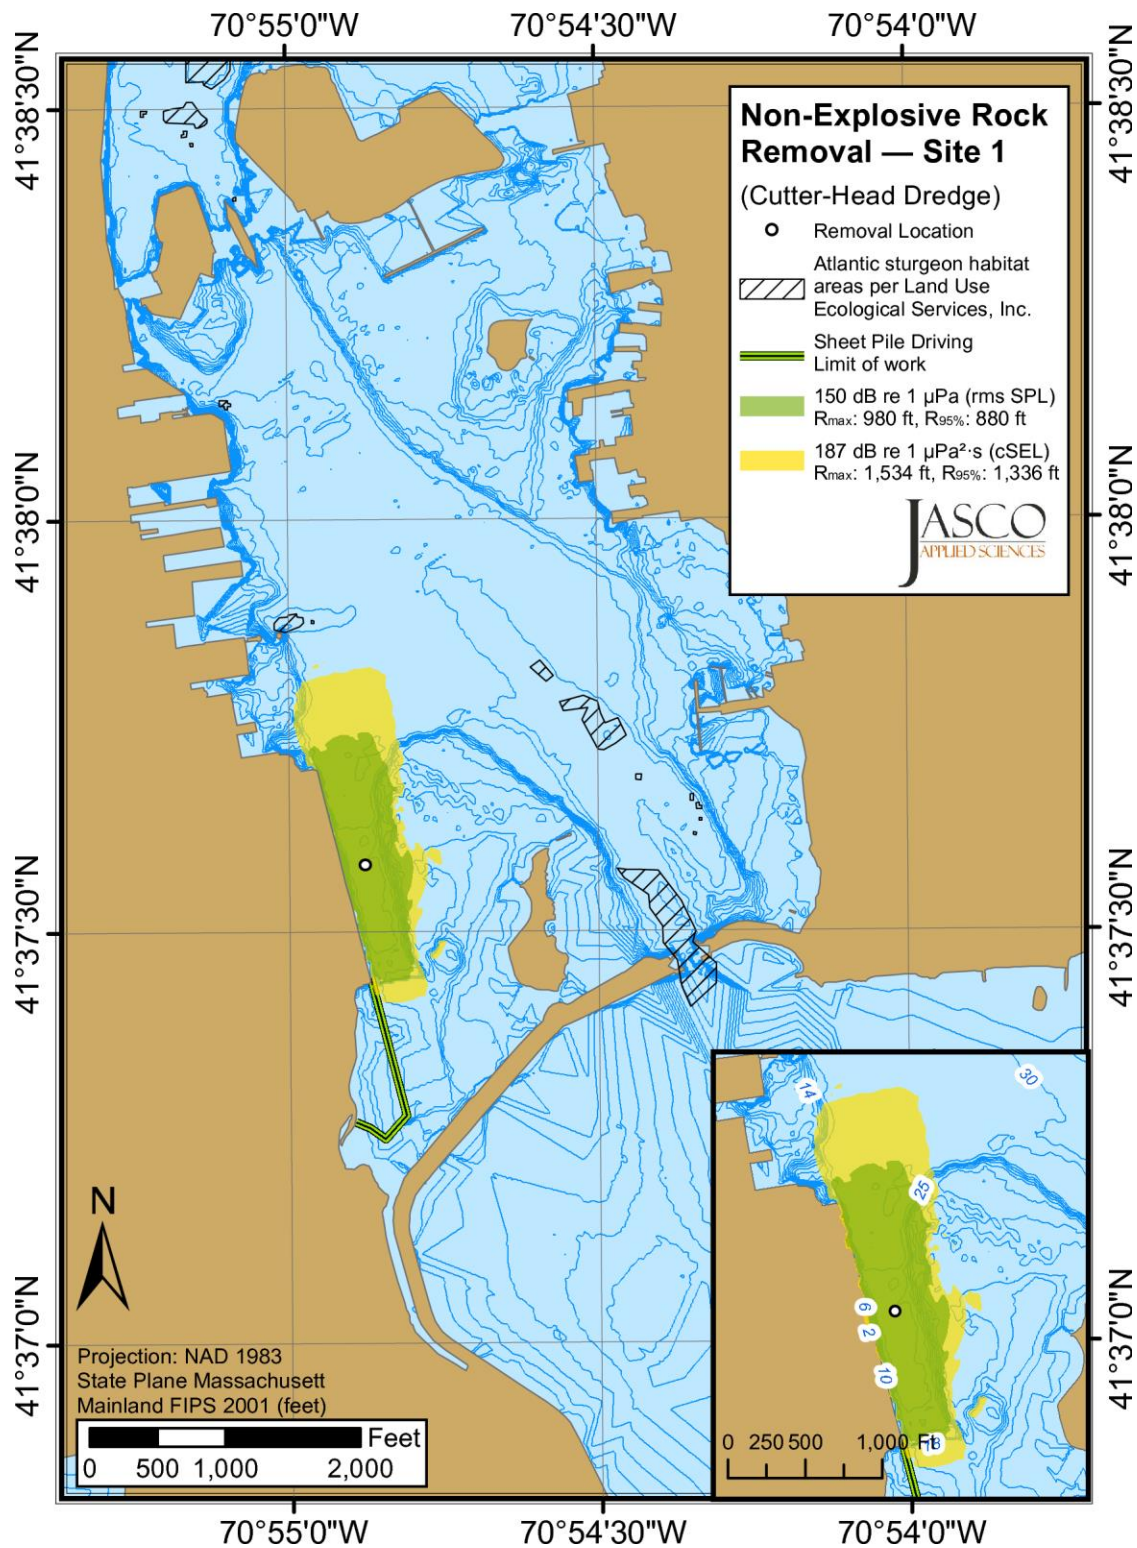 70°55'0"W 70°54'30"W 70°54'0"W
41°38'30"N
41°38'30"N
Non-Explosive Rock
Removal — Site 1
(Cutter-Head Dredge)
Removal Location
Atlantic sturgeon habitat
areas per Land Use
Ecological Services, Inc.
Sheet Pile Driving
Limit of work
150 dB re 1 µPa (rms SPL)
Rmax: 980 ft, R95%: 880 ft
187 dB re 1 µPa²·s (cSEL)
Rmax: 1,534 ft, R95%: 1,336 ft
JASCO
APPLIED SCIENCES
41°38'0"N
41°38'0"N
41°37'30"N
41°37'30"N
30
14
25
6
2
10
18
0 250 500 1,000 Ft
N
41°37'0"N
41°37'0"N
Projection: NAD 1983
State Plane Massachusett
Mainland FIPS 2001 (feet)
Feet
0 500 1,000 2,000
70°55'0"W 70°54'30"W 70°54'0"W